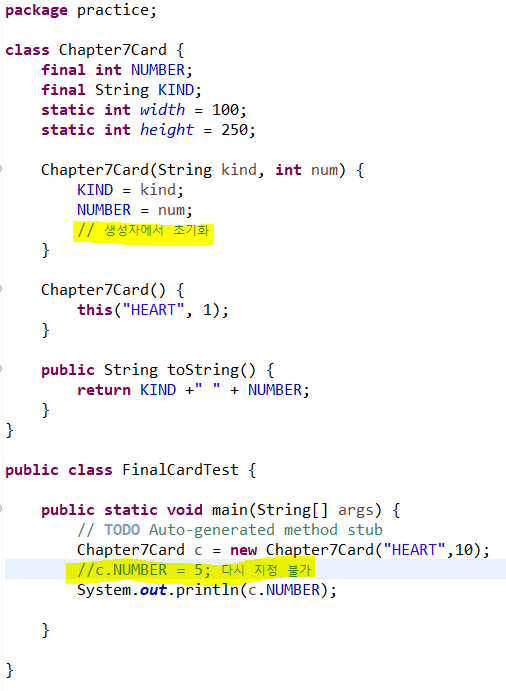 package practice;
class Chapter7Card {
final int NUMBER;
final String KIND;
static int width = 100;
static int height = 250;
Chapter7Card(String kind, int num) {
KIND = kind;
NUMBER = num;
// 생성자에서 초기화
}
Chapter7Card() {
this("HEART", 1);
}
public String toString() {
return KIND +" " + NUMBER;
}
}
public class FinalCardTest {
public static void main(String[] args) {
// TODO Auto-generated method stub
Chapter7Card c = new Chapter7Card("HEART",10);
//c.NUMBER = 5; 다시 지정 불가
System.out.println(c.NUMBER);
}
}